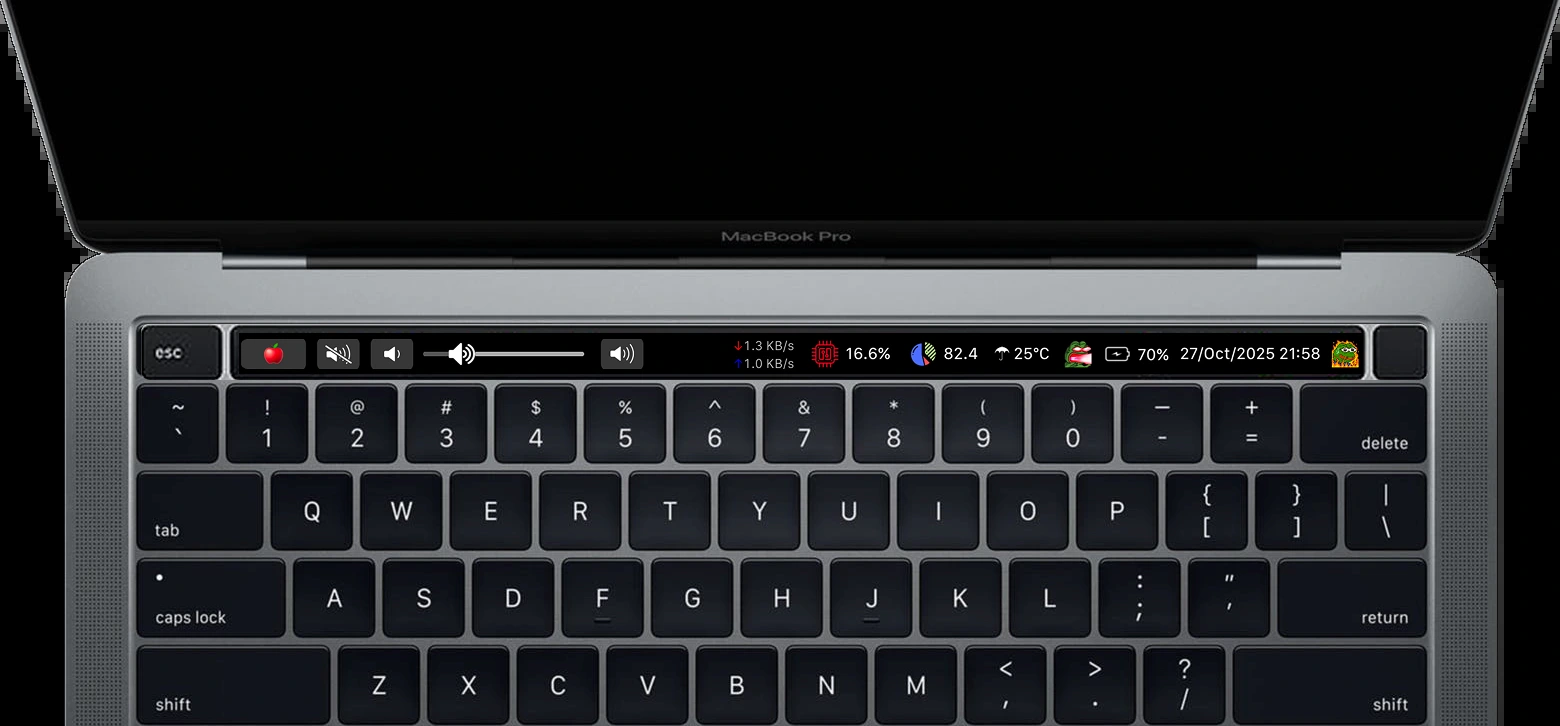 MacBook Pro
esc
↓1.3 KB/s
↑1.0 KB/s
16.6%
82.4
25°C
70%
27/Oct/2025 21:58
~ ! @ # $ % ^ & * ( ) — +
` 1 2 3 4 5 6 7 8 9 0 - = delete
{ } |
tab Q W E R T Y U I O P [ ] \
caps lock A S D F G H J K L : ; " ' return
shift Z X C V B N M < , > . ? / shift